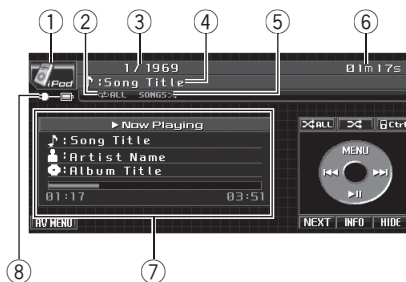 ① ② ③ ④ ⑤ ⑥
iPod
1/1969
01m17s
:Song Title
ALL SONGS
▶Now Playing
:Song Title
:Artist Name
:Album Title
01:17 03:51
ALL Ctrl
MENU
NEXT INFO HIDE
AV MENU
⑧ ⑦